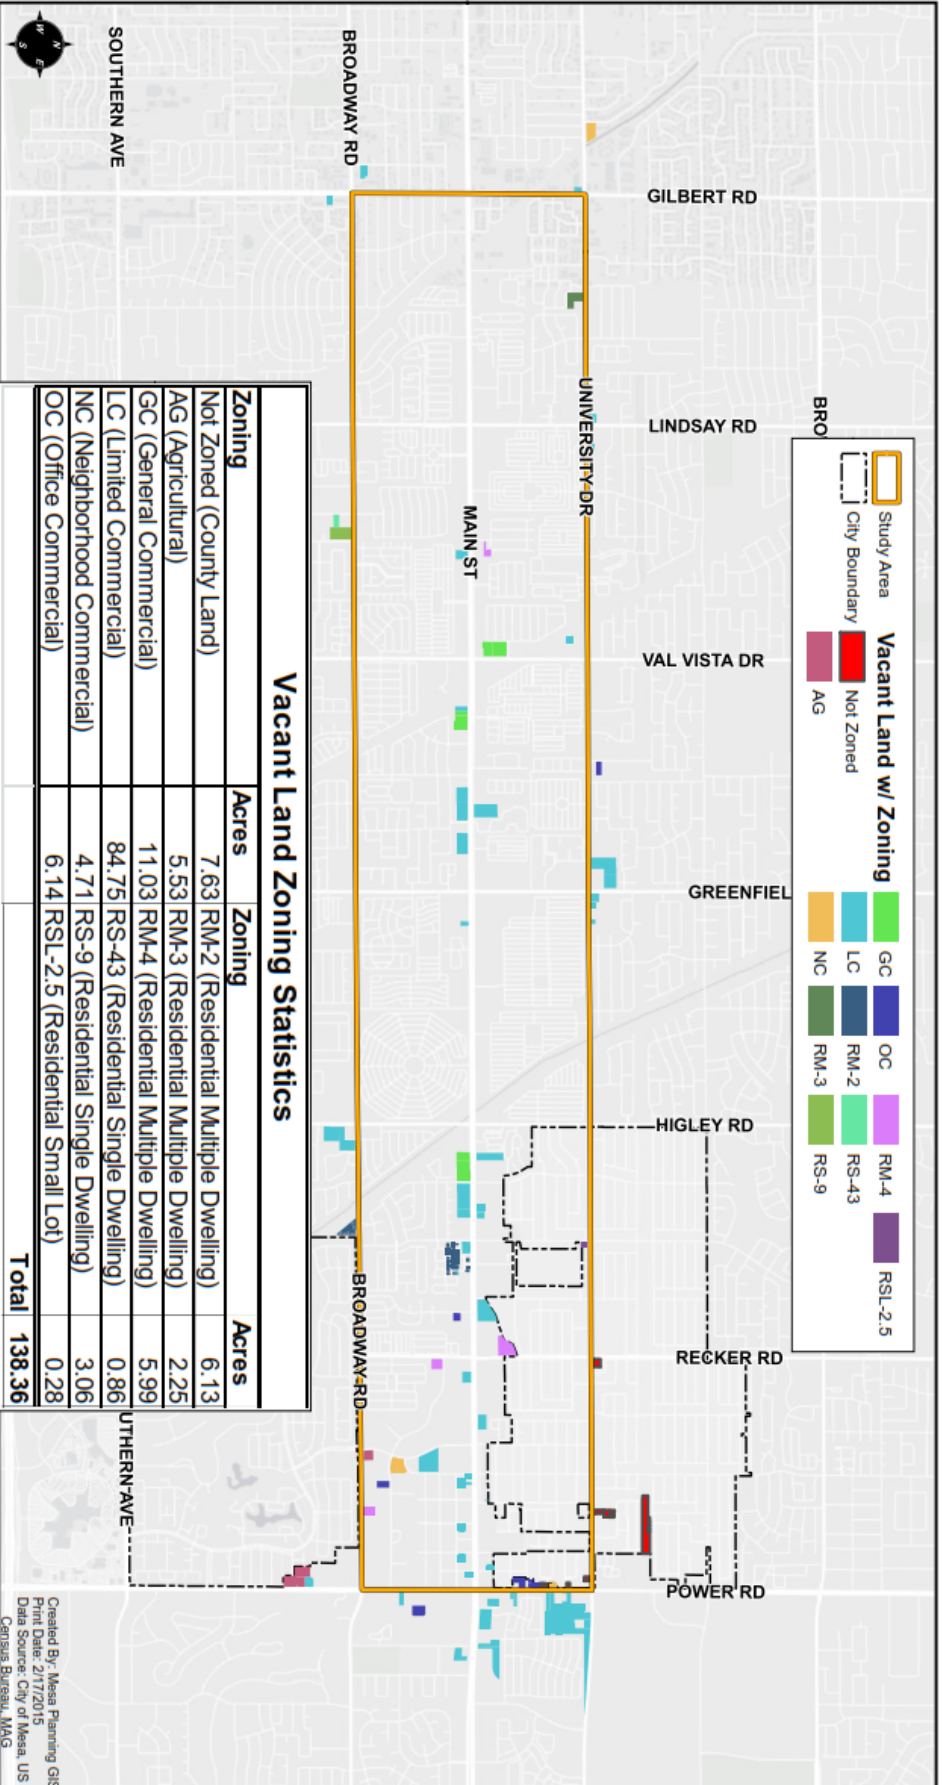 GILBERT RD
LINDSAY RD
VAL VISTA DR
GREENFIEL
HIGLEY RD
RECKER RD
POWER RD
BRO
UNIVERSITY DR
MAIN ST
BROADWAY RD
BROADWAY RD
SOUTHERN AVE
UTHERN AVE
N
W
E
S
Study Area
City Boundary
Vacant Land w/ Zoning
Not Zoned
AG
GC
LC
NC
OC
RM-2
RM-3
RM-4
RS-43
RS-9
RSL-2.5
Vacant Land Zoning Statistics
Zoning Acres Zoning Acres
Not Zoned (County Land) 7.63 RM-2 (Residential Multiple Dwelling) 6.13
AG (Agricultural) 5.53 RM-3 (Residential Multiple Dwelling) 2.25
GC (General Commercial) 11.03 RM-4 (Residential Multiple Dwelling) 5.99
LC (Limited Commercial) 84.75 RS-43 (Residential Single Dwelling) 0.86
NC (Neighborhood Commercial) 4.71 RS-9 (Residential Single Dwelling) 3.06
OC (Office Commercial) 6.14 RSL-2.5 (Residential Small Lot) 0.28
Total 138.36
Created By: Mesa Planning GIS
Print Date: 2/17/2015
Data Source: City of Mesa, US
Census Bureau, MAG